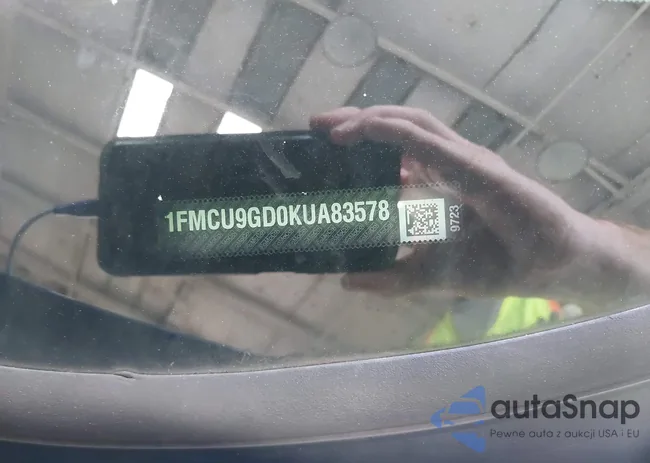 1FMCU9GD0KUA83578
9723
autaSnap
Pewne auta z aukcji USA i EU